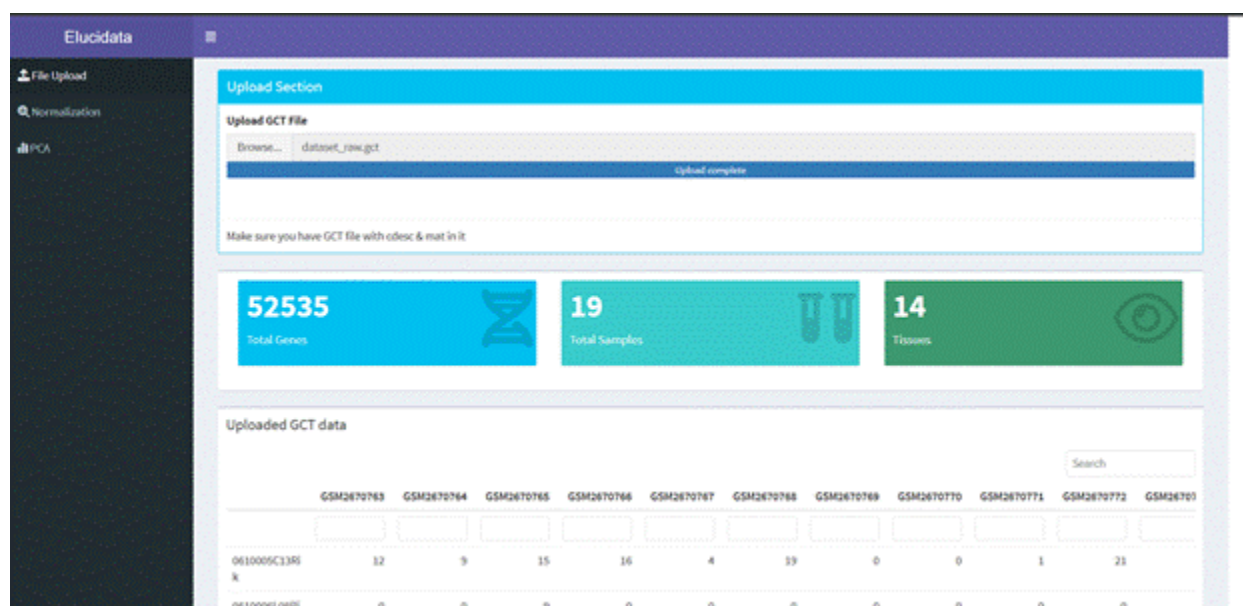 Elucidata
File Upload
Normalization
PCA
Upload Section
Upload GCT File
Browse... dataset_raw.gct
Upload complete
Make sure you have GCT file with cdesc & mat in it
52535
Total Genes
19
Total Samples
14
Tissues
Uploaded GCT data
Search
GSM2670763 GSM2670764 GSM2670765 GSM2670766 GSM2670767 GSM2670768 GSM2670769 GSM2670770 GSM2670771 GSM2670772 GSM26707
0610005C13Ri 12 9 15 16 4 19 0 0 1 21
k